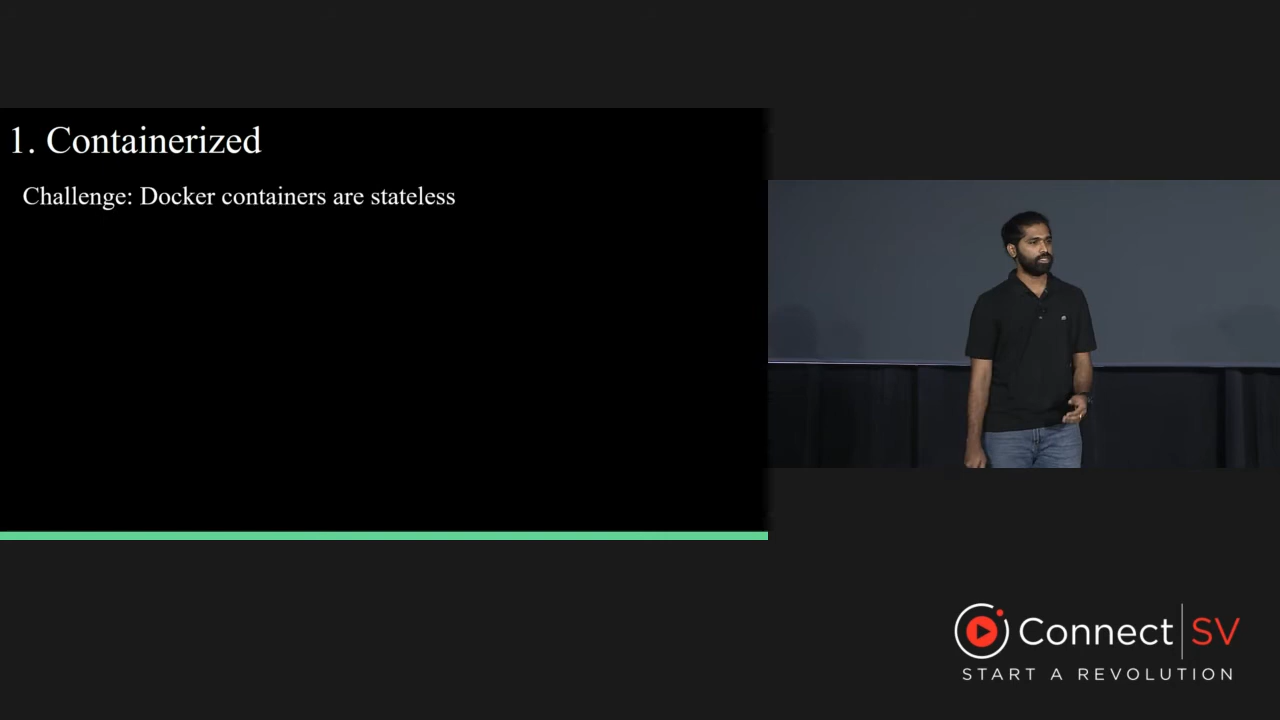 1. Containerized
Challenge: Docker containers are stateless
Connect SV
START A REVOLUTION